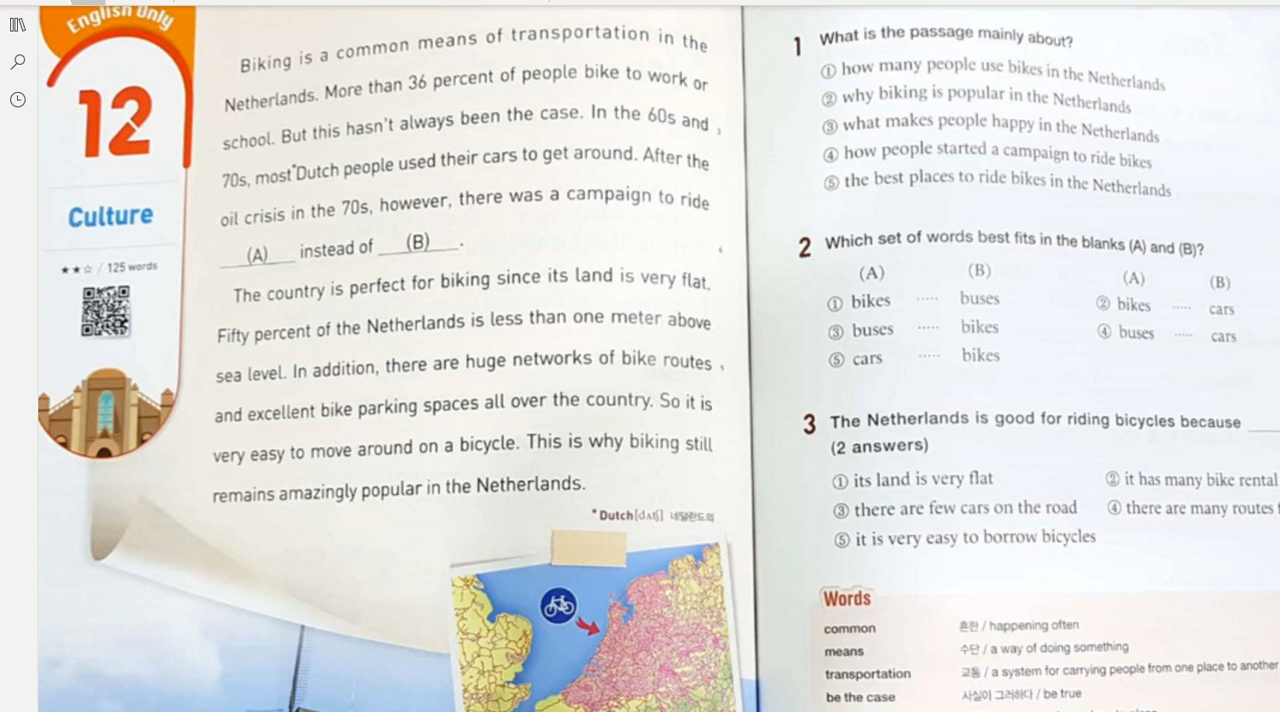 English Only
12
Culture
★★☆ / 125 words
Biking is a common means of transportation in the
Netherlands. More than 36 percent of people bike to work or
school. But this hasn't always been the case. In the 60s and
70s, most *Dutch people used their cars to get around. After the
oil crisis in the 70s, however, there was a campaign to ride
(A) instead of (B).
The country is perfect for biking since its land is very flat.
Fifty percent of the Netherlands is less than one meter above
sea level. In addition, there are huge networks of bike routes
and excellent bike parking spaces all over the country. So it is
very easy to move around on a bicycle. This is why biking still
remains amazingly popular in the Netherlands.
*Dutch[dʌtʃ] 네덜란드의
1 What is the passage mainly about?
① how many people use bikes in the Netherlands
② why biking is popular in the Netherlands
③ what makes people happy in the Netherlands
④ how people started a campaign to ride bikes
⑤ the best places to ride bikes in the Netherlands
2 Which set of words best fits in the blanks (A) and (B)?
(A) (B) (A) (B)
① bikes ····· buses ② bikes ····· cars
③ buses ····· bikes ④ buses ····· cars
⑤ cars ····· bikes
3 The Netherlands is good for riding bicycles because ___
(2 answers)
① its land is very flat ② it has many bike rental
③ there are few cars on the road ④ there are many routes
⑤ it is very easy to borrow bicycles
Words
common 흔한 / happening often
means 수단 / a way of doing something
transportation 교통 / a system for carrying people from one place to another
be the case 사실이 그러하다 / be true